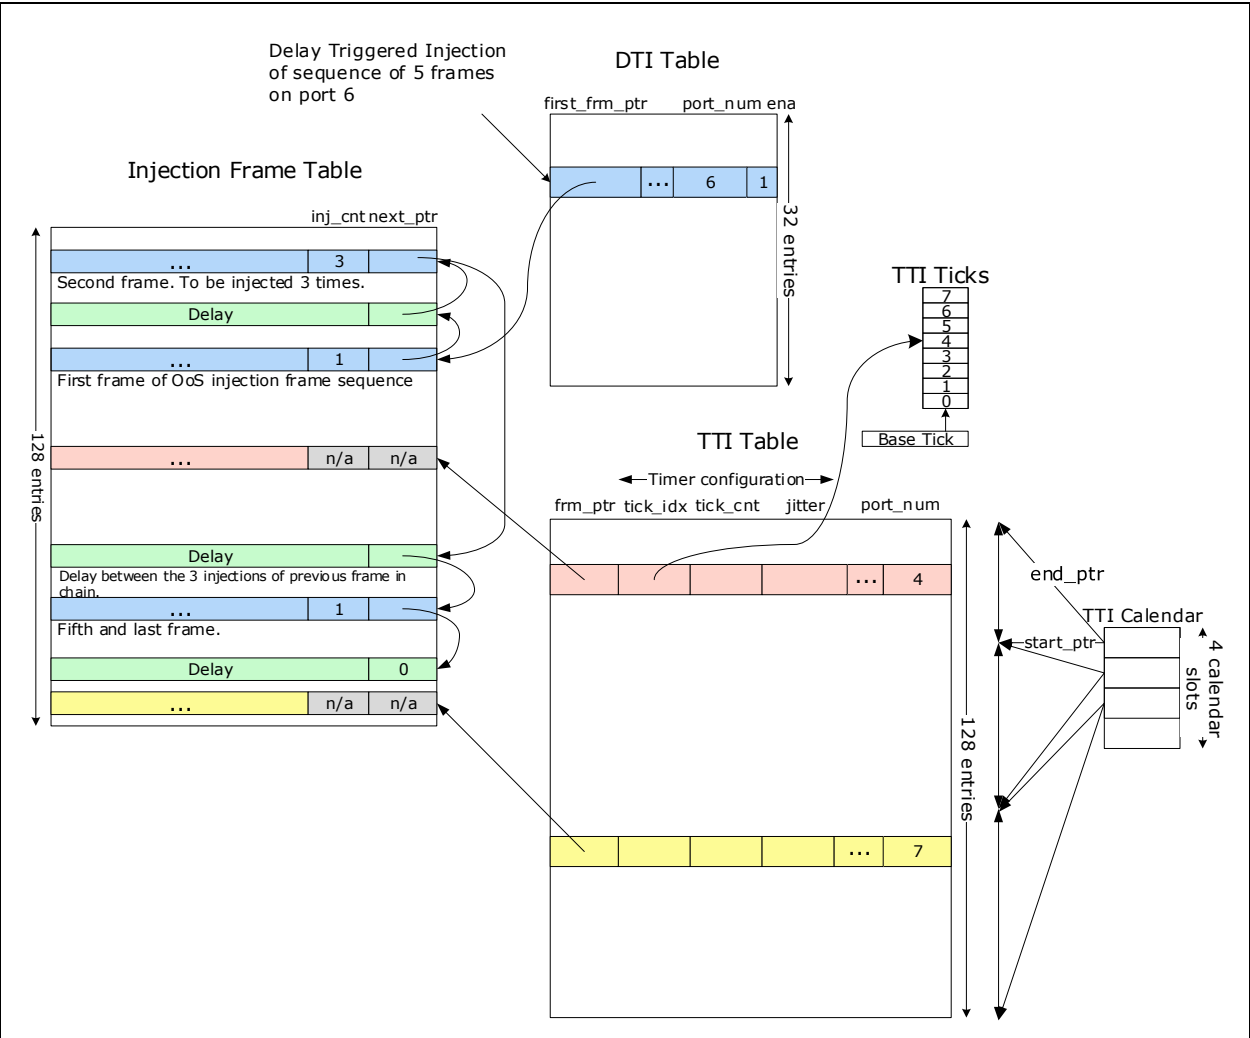 Delay Triggered Injection
of sequence of 5 frames
on port 6
DTI Table
first_frm_ptr port_num ena
... 6 1
32 entries
Injection Frame Table
inj_cnt next_ptr
... 3
Second frame. To be injected 3 times.
Delay
... 1
First frame of OoS injection frame sequence
... n/a n/a
Delay
Delay between the 3 injections of previous frame in
chain.
... 1
Fifth and last frame.
Delay 0
... n/a n/a
128 entries
TTI Ticks
7
6
5
4
3
2
1
0
Base Tick
TTI Table
Timer configuration
frm_ptr tick_idx tick_cnt jitter port_num
... 4
... 7
128 entries
end_ptr
TTI Calendar
start_ptr
4 calendar
slots